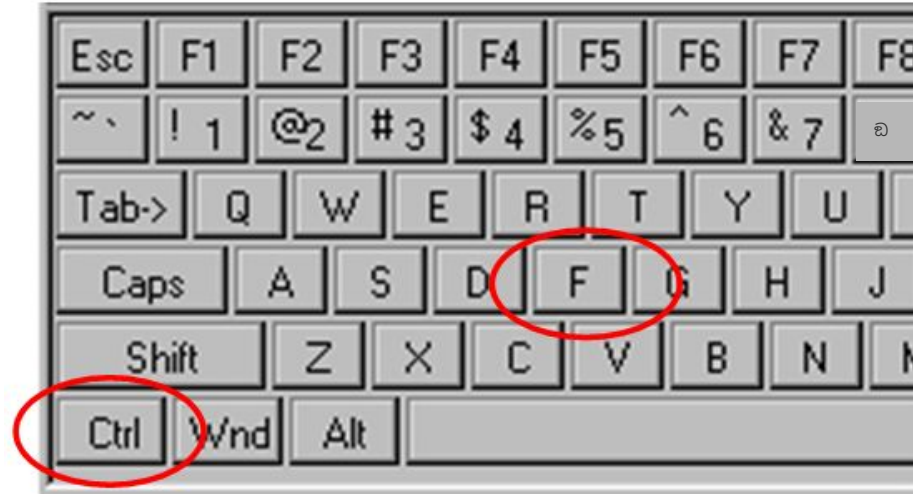 Esc F1 F2 F3 F4 F5 F6 F7 F8
~ ` ! 1 @ 2 # 3 $ 4 % 5 ^ 6 & 7 ඐ
Tab-> Q W E R T Y U
Caps A S D F G H J
Shift Z X C V B N
Ctrl Wnd Alt